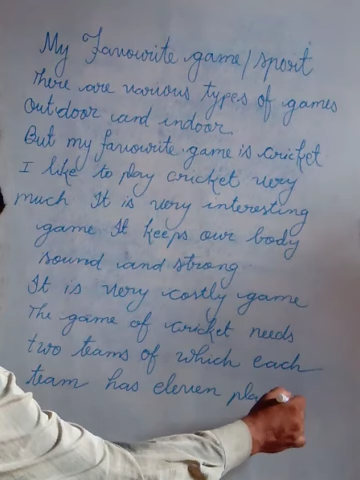 My Favourite game/sport
There are various types of games
outdoor and indoor
But my favourite game is cricket
I like to play cricket very
much It is very interesting
game It keeps our body
sound and strong
It is very costly game
The game of cricket needs
two teams of which each
team has eleven pla